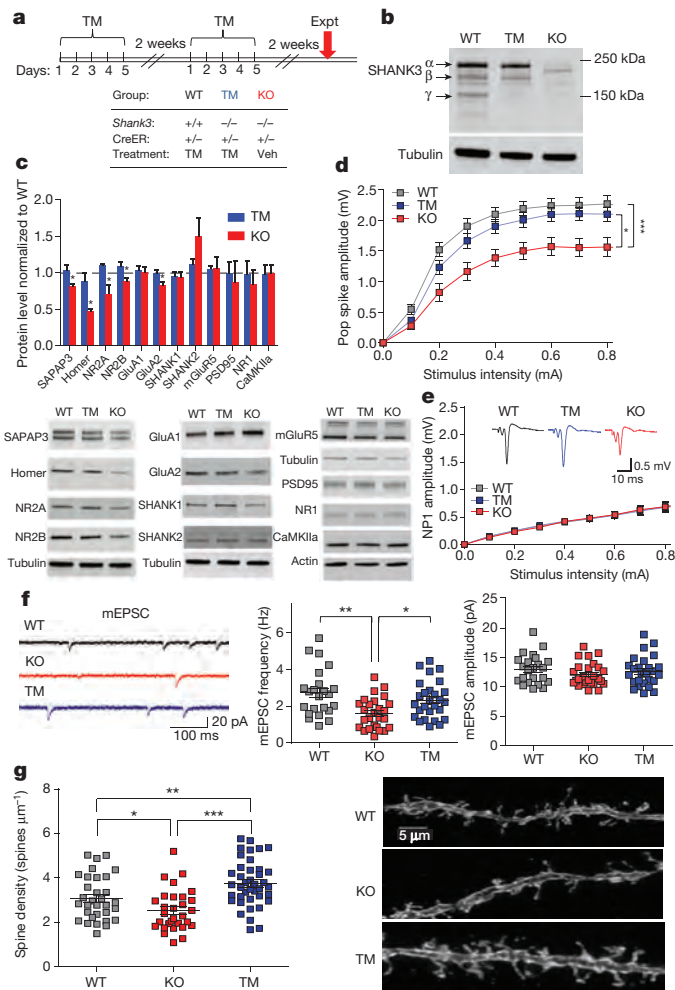 a
TM TM Expt
2 weeks 2 weeks
Days: 1 2 3 4 5 1 2 3 4 5
Group: WT TM KO
Shank3: +/+ –/– –/–
CreER: +/– +/– +/–
Treatment: TM TM Veh
b
WT TM KO
SHANK3
α
β
γ
250 kDa
150 kDa
Tubulin
c
Protein level normalized to WT
2.0
1.5
1.0
0.5
0.0
TM
KO
* * * * *
SAPAP3
Homer
NR2A
NR2B
GluA1
GluA2
SHANK1
SHANK2
mGluR5
PSD95
NR1
CaMKIIa
WT TM KO
SAPAP3
Homer
NR2A
NR2B
Tubulin
WT TM KO
GluA1
GluA2
SHANK1
SHANK2
Tubulin
WT TM KO
mGluR5
Tubulin
PSD95
NR1
CaMKIIa
Actin
d
Pop spike amplitude (mV)
2.5
2.0
1.5
1.0
0.5
0.0
WT
TM
KO
*
***
0.0 0.2 0.4 0.6 0.8
Stimulus intensity (mA)
e
NP1 amplitude (mV)
2.5
2.0
1.5
1.0
0.5
0.0
WT TM KO
0.5 mV
10 ms
WT
TM
KO
0.0 0.2 0.4 0.6 0.8
Stimulus intensity (mA)
f
mEPSC
WT
KO
TM
20 pA
100 ms
mEPSC frequency (Hz)
6
4
2
0
** *
WT KO TM
mEPSC amplitude (pA)
25
20
15
10
5
0
WT KO TM
g
Spine density (spines μm⁻¹)
8
6
4
2
0
**
* ***
WT KO TM
WT
5 μm
KO
TM